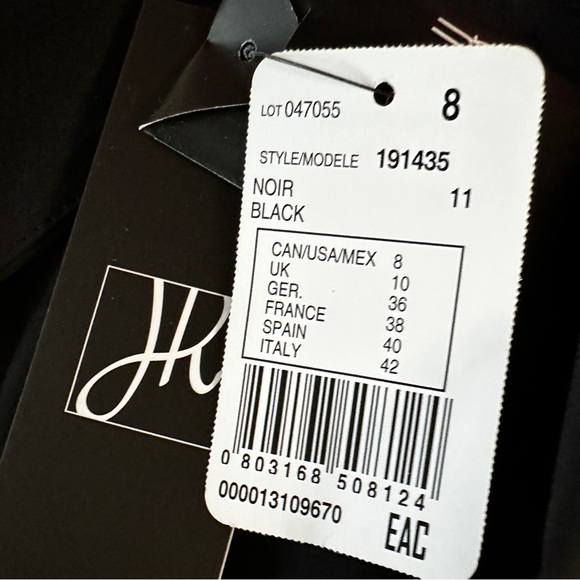 8
LOT 047055
STYLE/MODELE 191435
NOIR 11
BLACK
CAN/USA/MEX 8
UK 10
GER. 36
FRANCE 38
SPAIN 40
ITALY 42
0 803168 508124
000013109670
EAC
JK